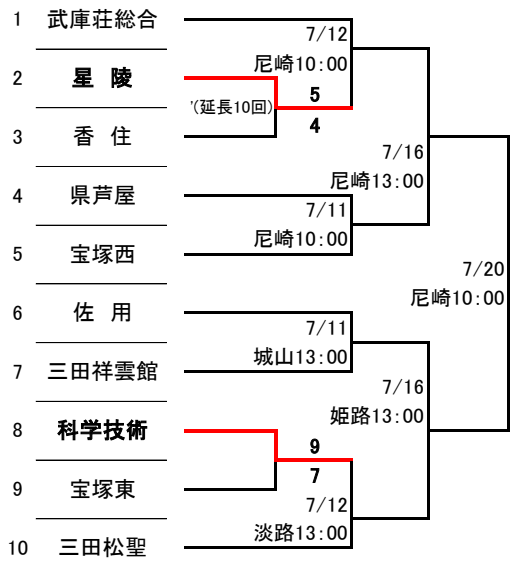 1 武庫荘総合
7/12
尼崎10:00
2 星 陵
5
(延長10回)
4
3 香 住
7/16
尼崎13:00
4 県芦屋
7/11
尼崎10:00
5 宝塚西
7/20
尼崎10:00
6 佐 用
7/11
城山13:00
7 三田祥雲館
7/16
姫路13:00
8 科学技術
9
7
9 宝塚東
7/12
淡路13:00
10 三田松聖